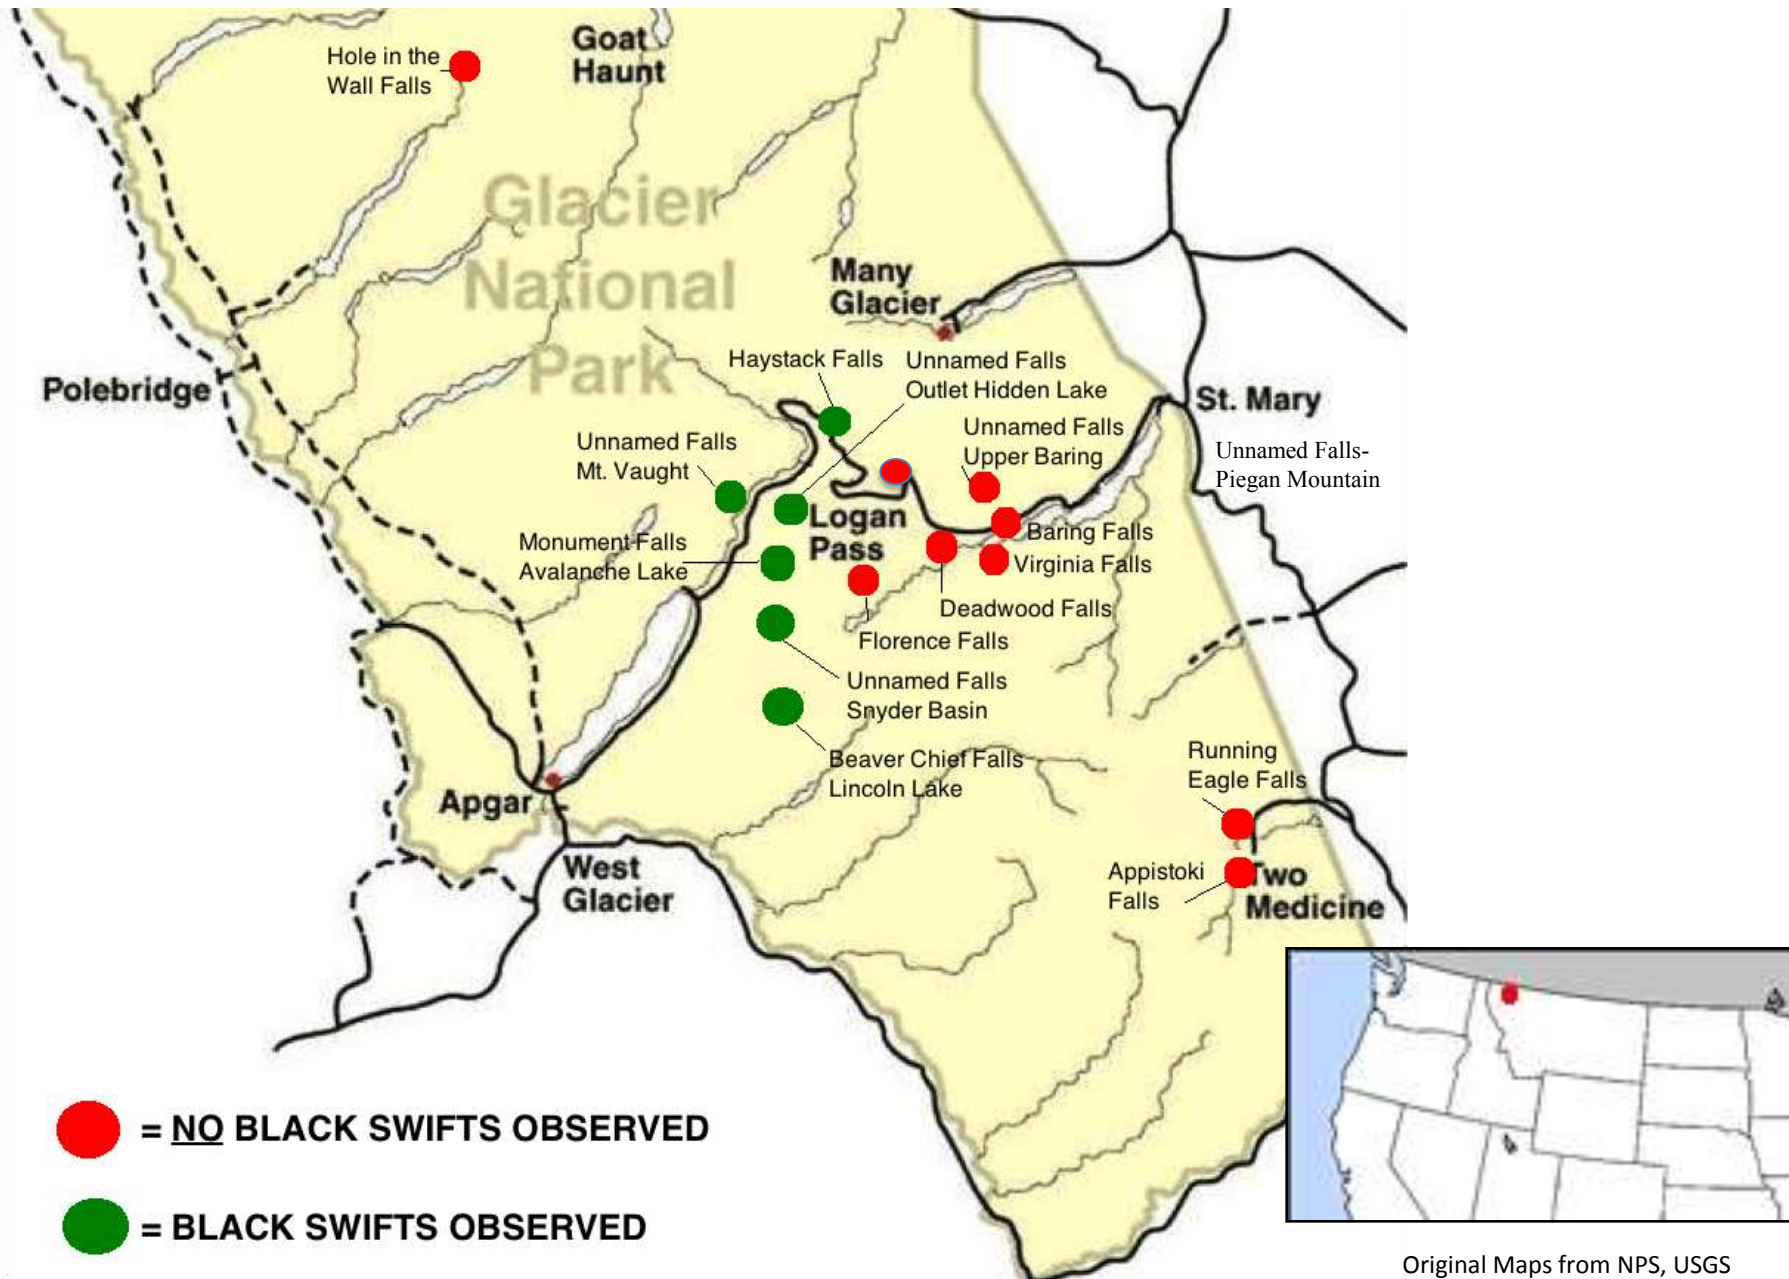 Hole in the
Wall Falls
Goat
Haunt
Glacier
National
Park
Many
Glacier
Polebridge
Haystack Falls
Unnamed Falls
Outlet Hidden Lake
St. Mary
Unnamed Falls
Upper Baring
Unnamed Falls
Mt. Vaught
Unnamed Falls-
Piegan Mountain
Logan
Pass
Monument Falls
Avalanche Lake
Baring Falls
Virginia Falls
Deadwood Falls
Florence Falls
Unnamed Falls
Snyder Basin
Beaver Chief Falls
Lincoln Lake
Running
Eagle Falls
Apgar
West
Glacier
Appistoki
Falls
Two
Medicine
= NO BLACK SWIFTS OBSERVED
= BLACK SWIFTS OBSERVED
Original Maps from NPS, USGS